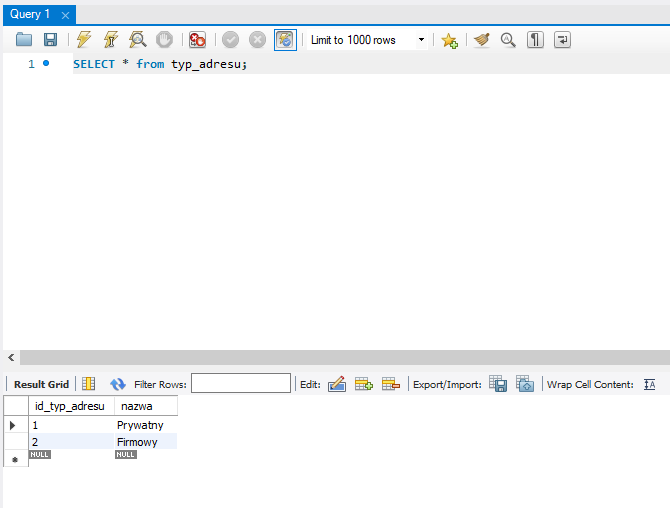 Query 1
Limit to 1000 rows
1 SELECT * from typ_adresu;
Result Grid Filter Rows: Edit: Export/Import: Wrap Cell Content:
id_typ_adresu nazwa
1 Prywatny
2 Firmowy
NULL NULL